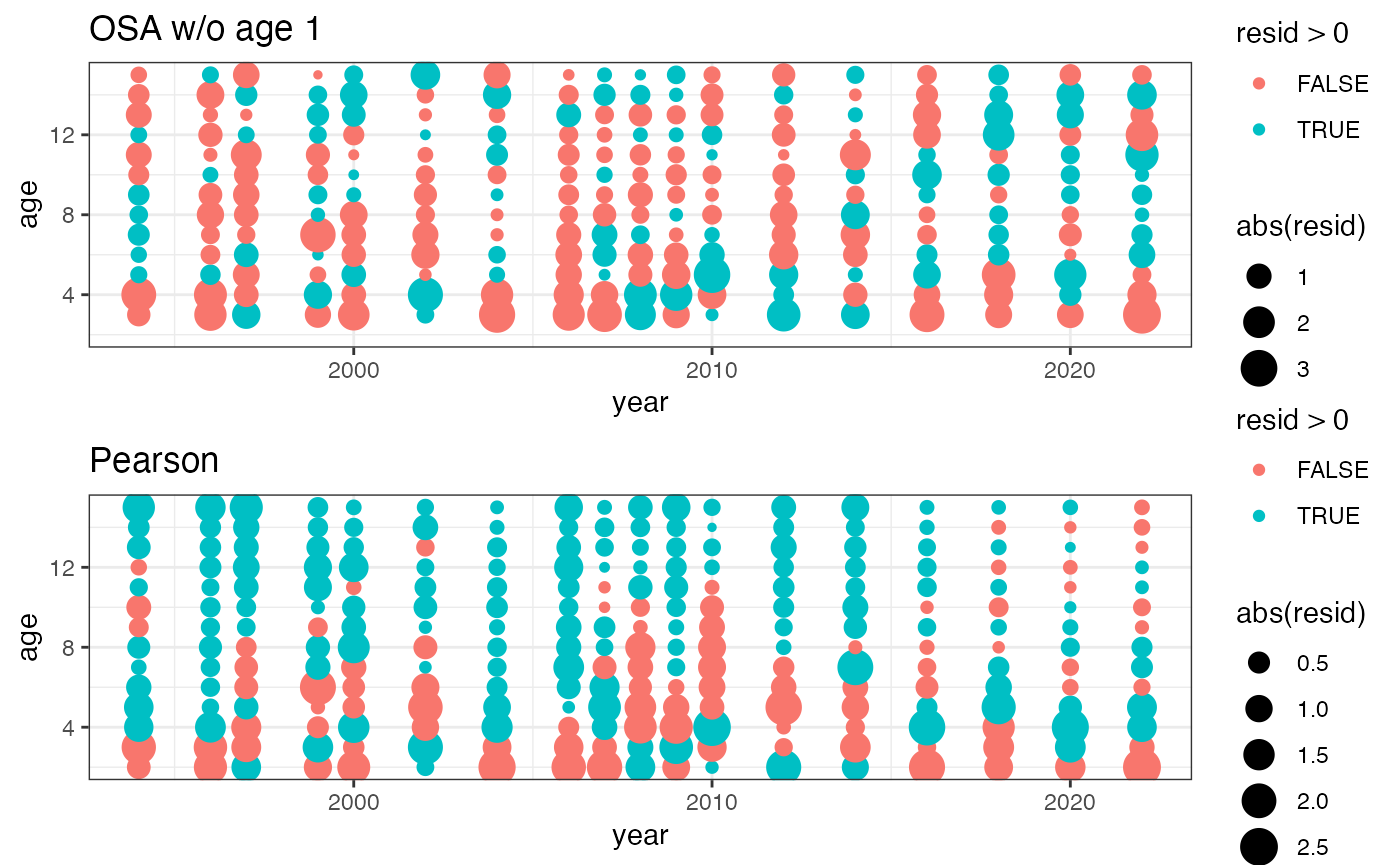 OSA w/o age 1
age
12
8
4
2000
2010
2020
year
resid > 0
FALSE
TRUE
abs(resid)
1
2
3
Pearson
age
12
8
4
2000
2010
2020
year
resid > 0
FALSE
TRUE
abs(resid)
0.5
1.0
1.5
2.0
2.5